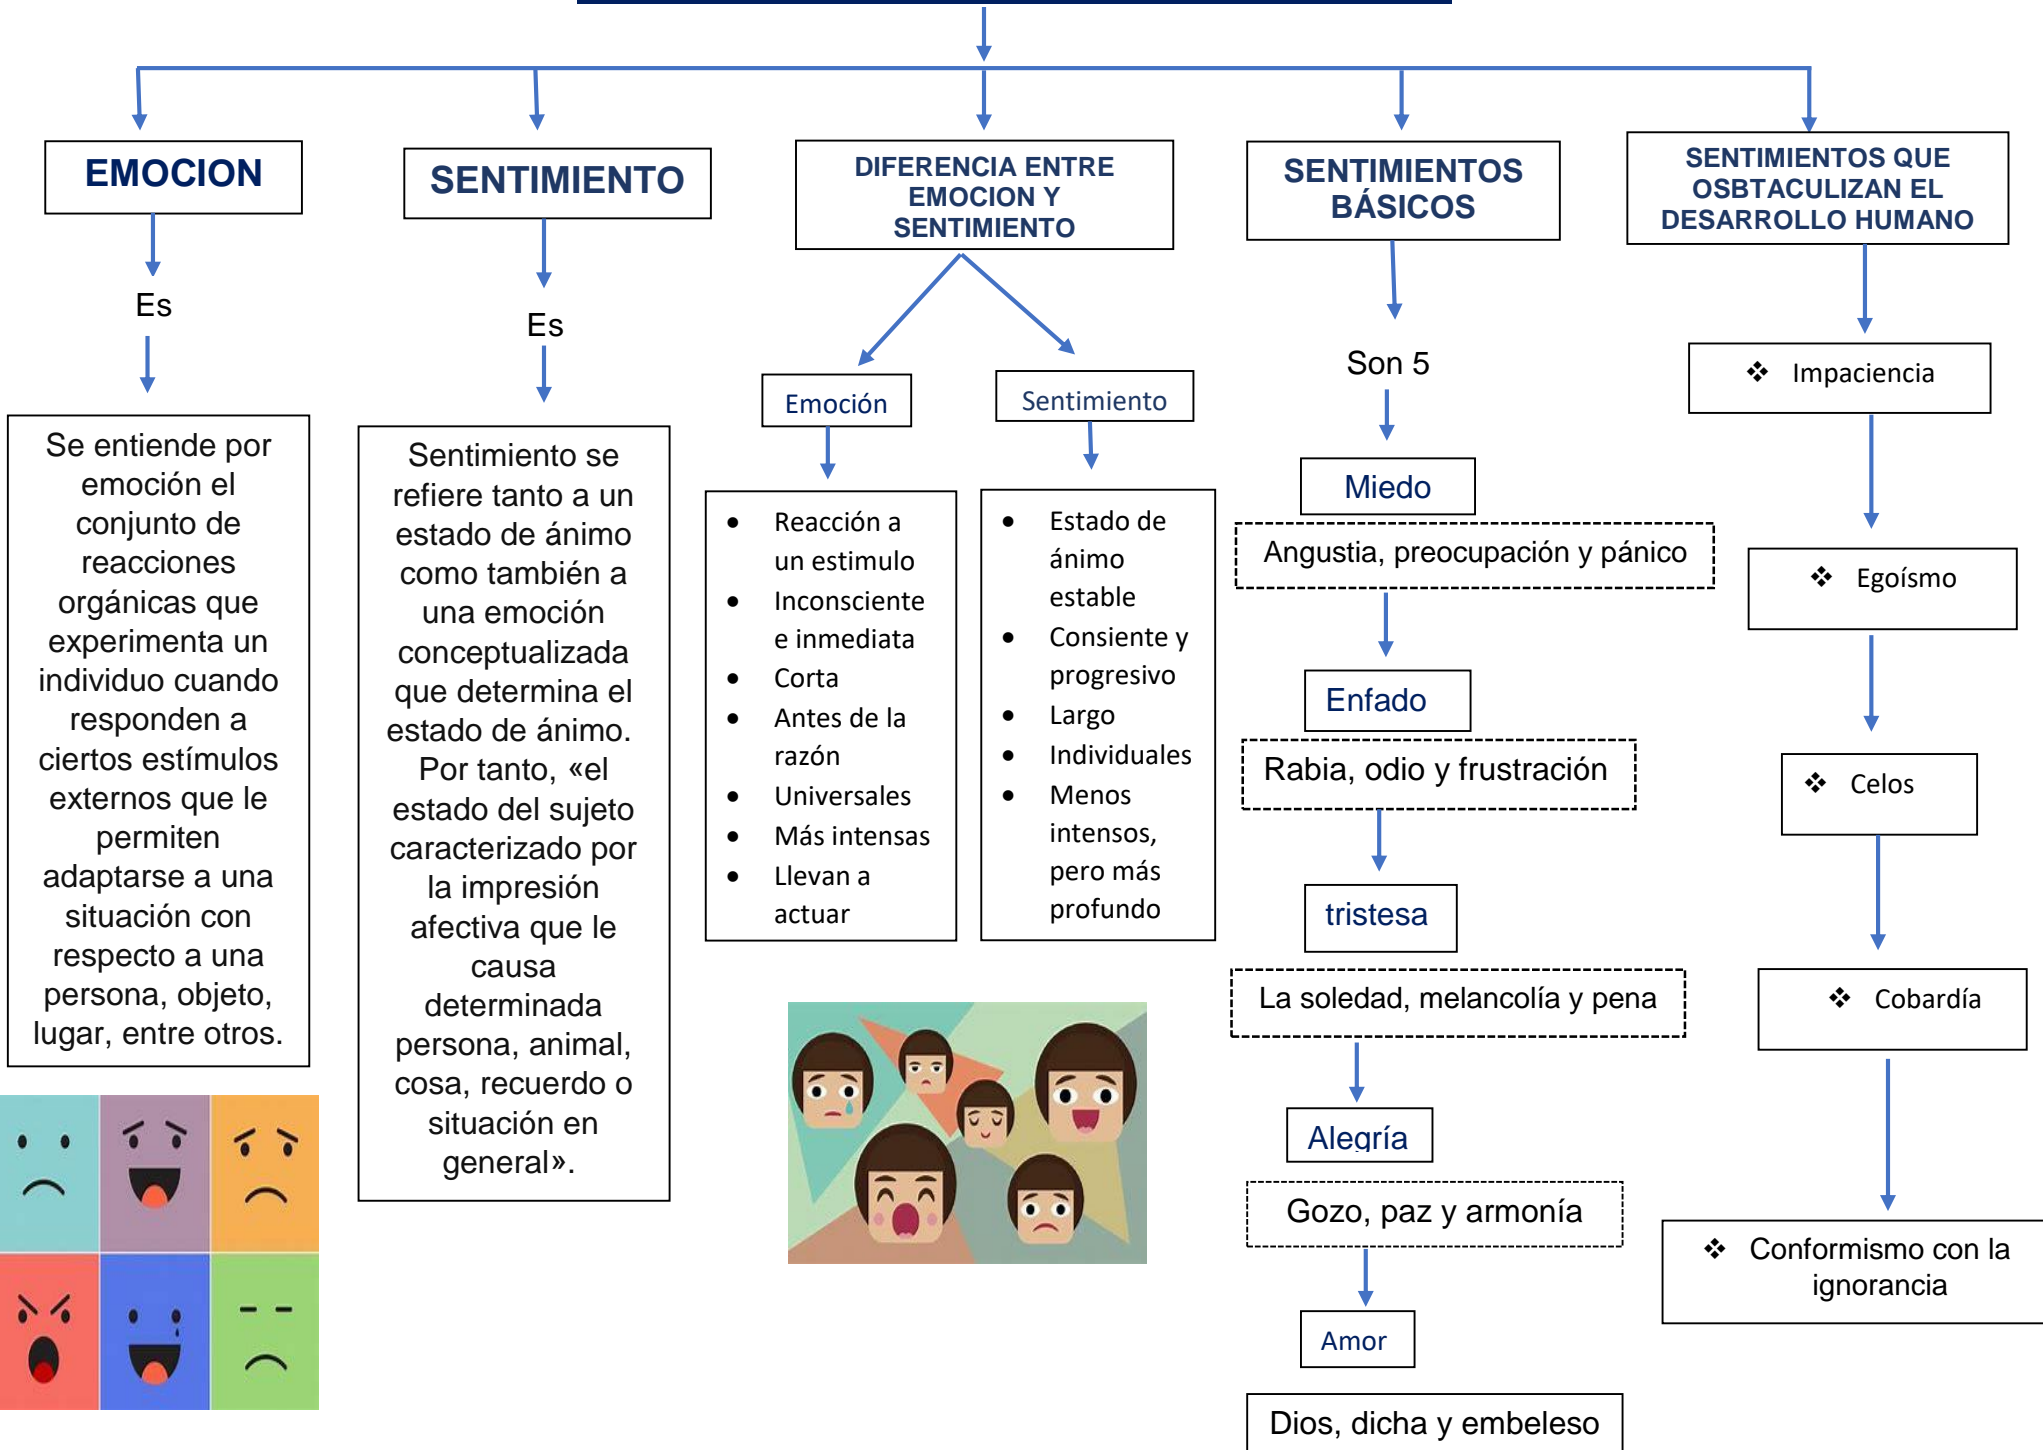 EMOCION
Es
Se entiende por
emoción el
conjunto de
reacciones
orgánicas que
experimenta un
individuo cuando
responden a
ciertos estímulos
externos que le
permiten
adaptarse a una
situación con
respecto a una
persona, objeto,
lugar, entre otros.
SENTIMIENTO
Es
Sentimiento se
refiere tanto a un
estado de ánimo
como también a
una emoción
conceptualizada
que determina el
estado de ánimo.
Por tanto, «el
estado del sujeto
caracterizado por
la impresión
afectiva que le
causa
determinada
persona, animal,
cosa, recuerdo o
situación en
general».
DIFERENCIA ENTRE
EMOCION Y
SENTIMIENTO
Emoción
• Reacción a
un estimulo
• Inconsciente
e inmediata
• Corta
• Antes de la
razón
• Universales
• Más intensas
• Llevan a
actuar
Sentimiento
• Estado de
ánimo
estable
• Consiente y
progresivo
• Largo
• Individuales
• Menos
intensos,
pero más
profundo
SENTIMIENTOS
BÁSICOS
Son 5
Miedo
Angustia, preocupación y pánico
Enfado
Rabia, odio y frustración
tristesa
La soledad, melancolía y pena
Alegría
Gozo, paz y armonía
Amor
Dios, dicha y embeleso
SENTIMIENTOS QUE
OSBTACULIZAN EL
DESARROLLO HUMANO
❖ Impaciencia
❖ Egoísmo
❖ Celos
❖ Cobardía
❖ Conformismo con la
ignorancia